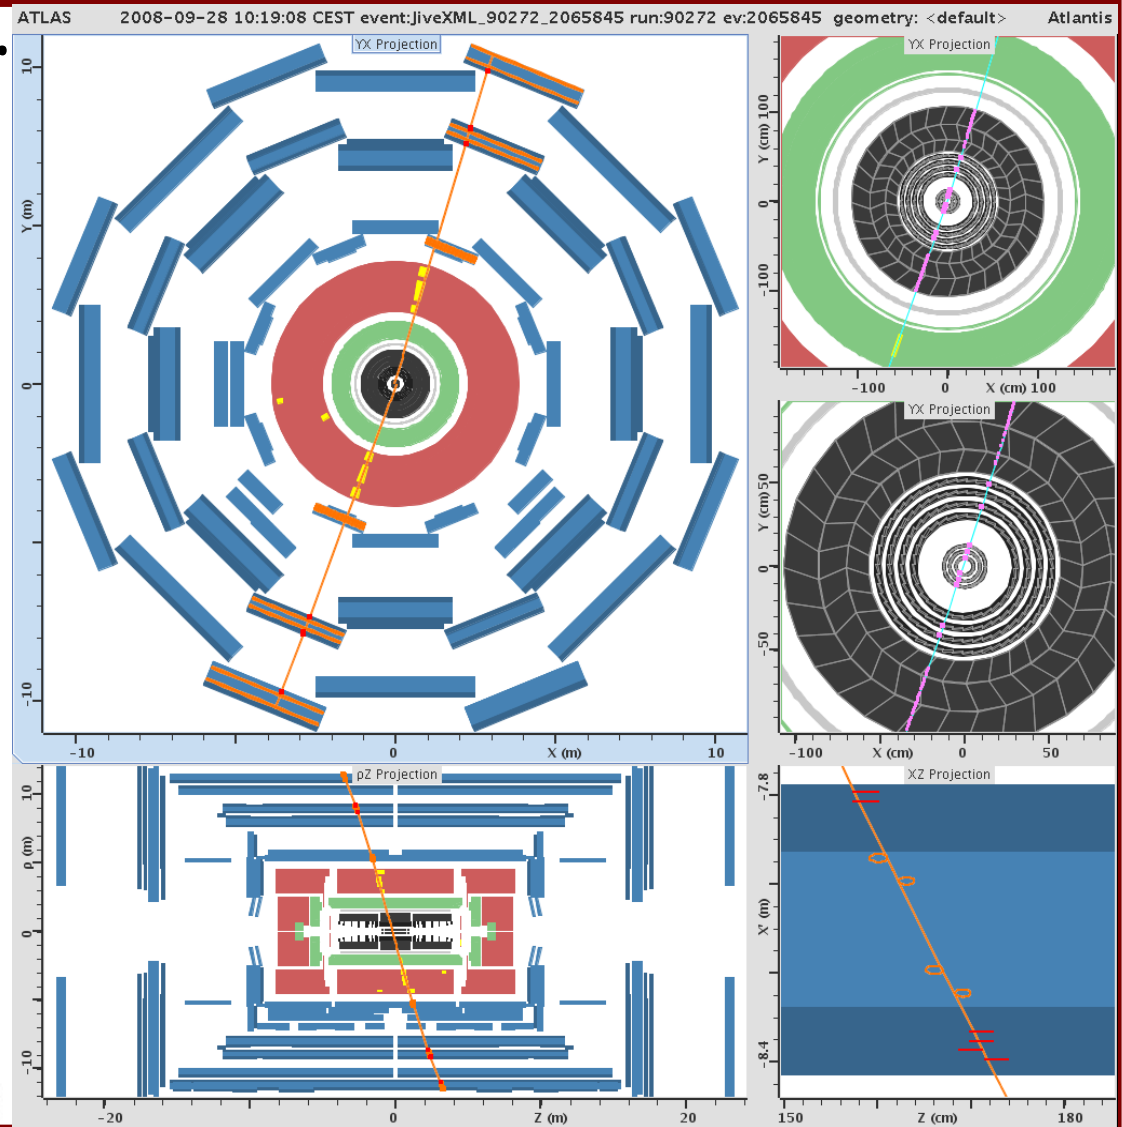 ATLAS 2008-09-28 10:19:08 CEST event:JiveXML_90272_2065845 run:90272 ev:2065845 geometry: <default> Atlantis
YX Projection
10
Y (m)
0
-10
-10 0 X (m) 10
YX Projection
100
Y (cm)
0
-100
-100 0 X (cm) 100
YX Projection
50
Y (cm)
0
-50
-100 X (cm) 0 50
ρZ Projection
10
ρ (m)
0
-10
-20 0 Z (m) 20
XZ Projection
-7.8
X' (m)
-8.4
150 Z (cm) 180